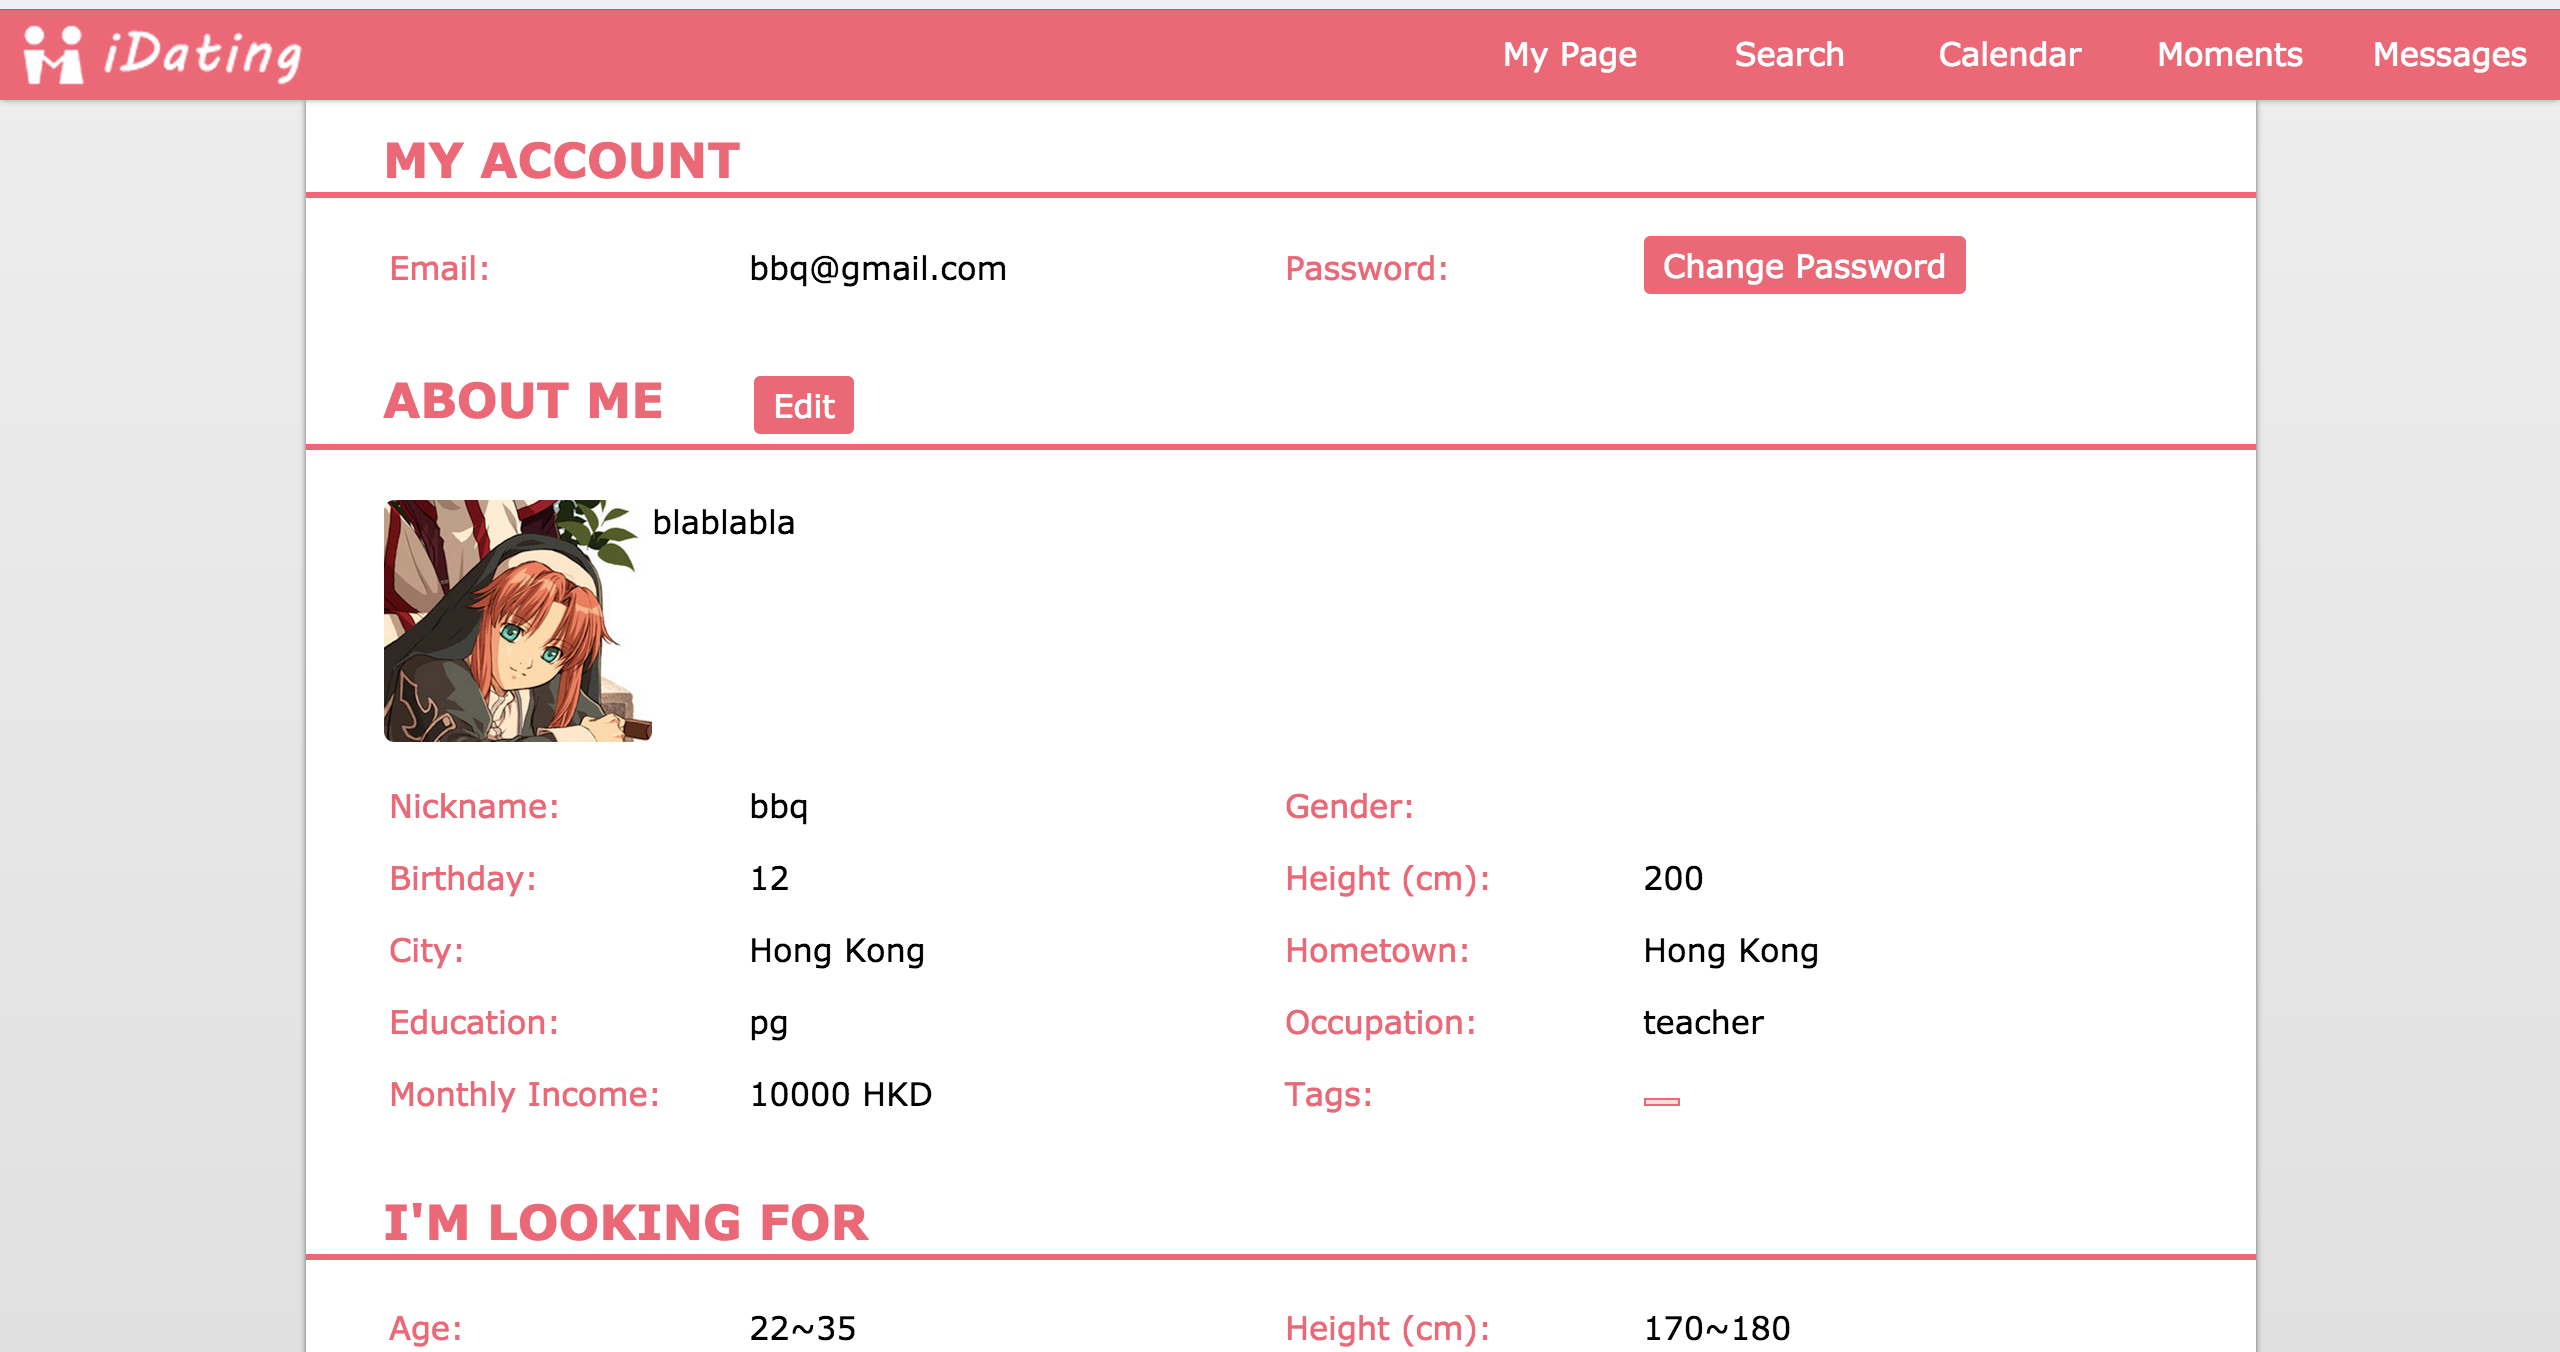 iDating My Page Search Calendar Moments Messages
MY ACCOUNT
Email: bbq@gmail.com Password: Change Password
ABOUT ME Edit
blablabla
Nickname: bbq Gender:
Birthday: 12 Height (cm): 200
City: Hong Kong Hometown: Hong Kong
Education: pg Occupation: teacher
Monthly Income: 10000 HKD Tags:
I'M LOOKING FOR
Age: 22~35 Height (cm): 170~180